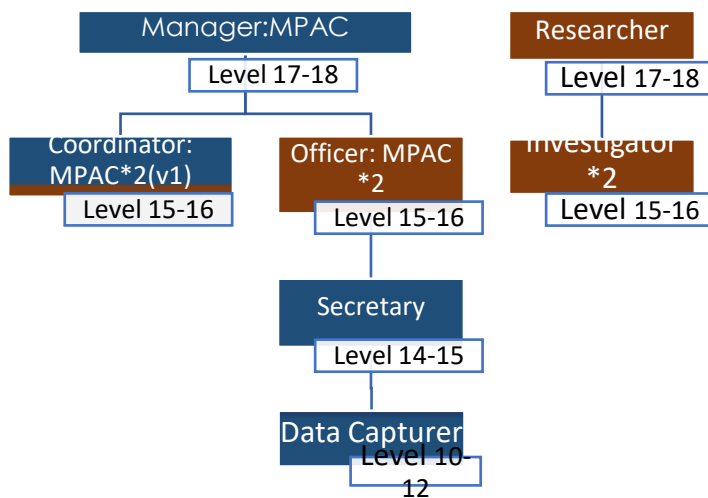 Manager:MPAC
Level 17-18
Researcher
Level 17-18
Coordinator:
MPAC*2(v1)
Level 15-16
Officer: MPAC
*2
Level 15-16
Investigator
*2
Level 15-16
Secretary
Level 14-15
Data Capturer
Level 10-
12